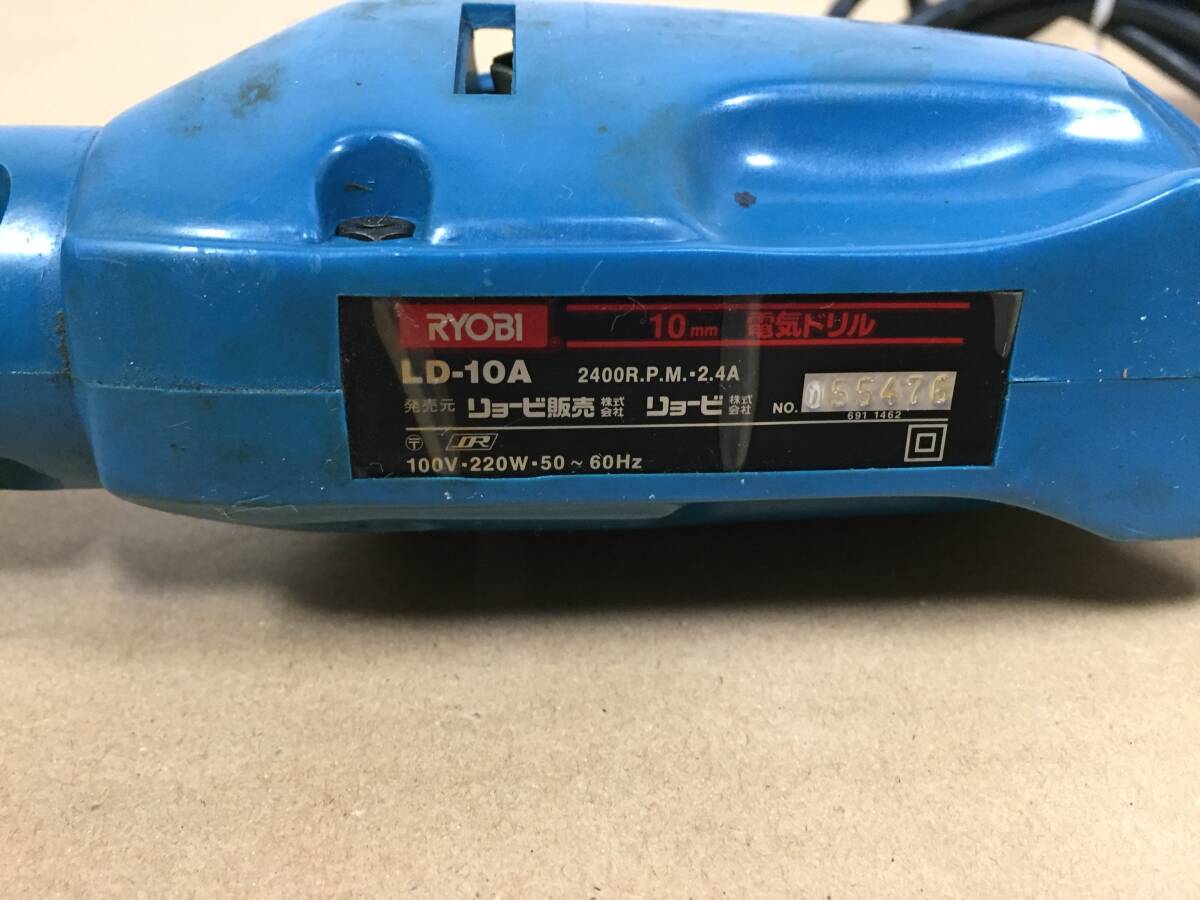 RYOBI 10mm 電気ドリル
LD-10A 2400R.P.M.・2.4A
発売元 リョービ販売株式会社 リョービ株式会社 NO. 055476
691 1462
〒 DR
100V・220W・50~60Hz